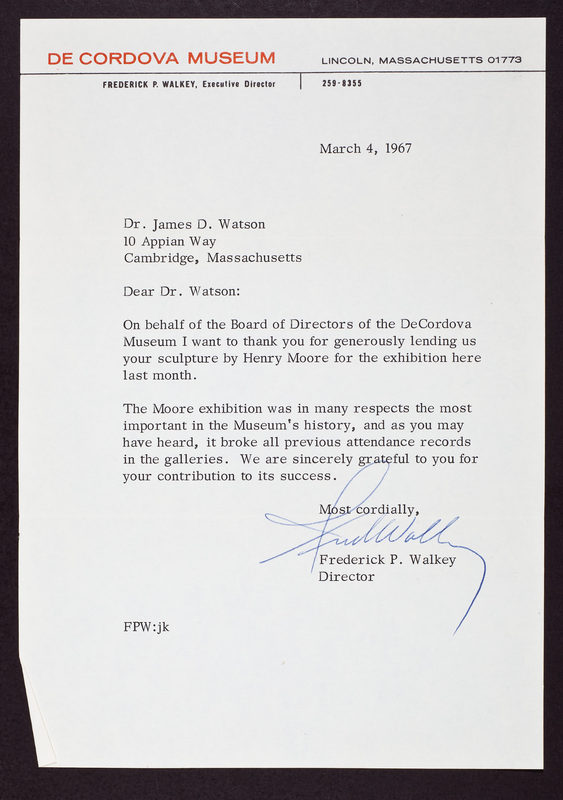 DE CORDOVA MUSEUM
LINCOLN, MASSACHUSETTS 01773
FREDERICK P. WALKEY, Executive Director
259-8355
March 4, 1967
Dr. James D. Watson
10 Appian Way
Cambridge, Massachusetts
Dear Dr. Watson:
On behalf of the Board of Directors of the DeCordova
Museum I want to thank you for generously lending us
your sculpture by Henry Moore for the exhibition here
last month.
The Moore exhibition was in many respects the most
important in the Museum's history, and as you may
have heard, it broke all previous attendance records
in the galleries. We are sincerely grateful to you for
your contribution to its success.
Most cordially,
Fred Walkey
Frederick P. Walkey
Director
FPW:jk